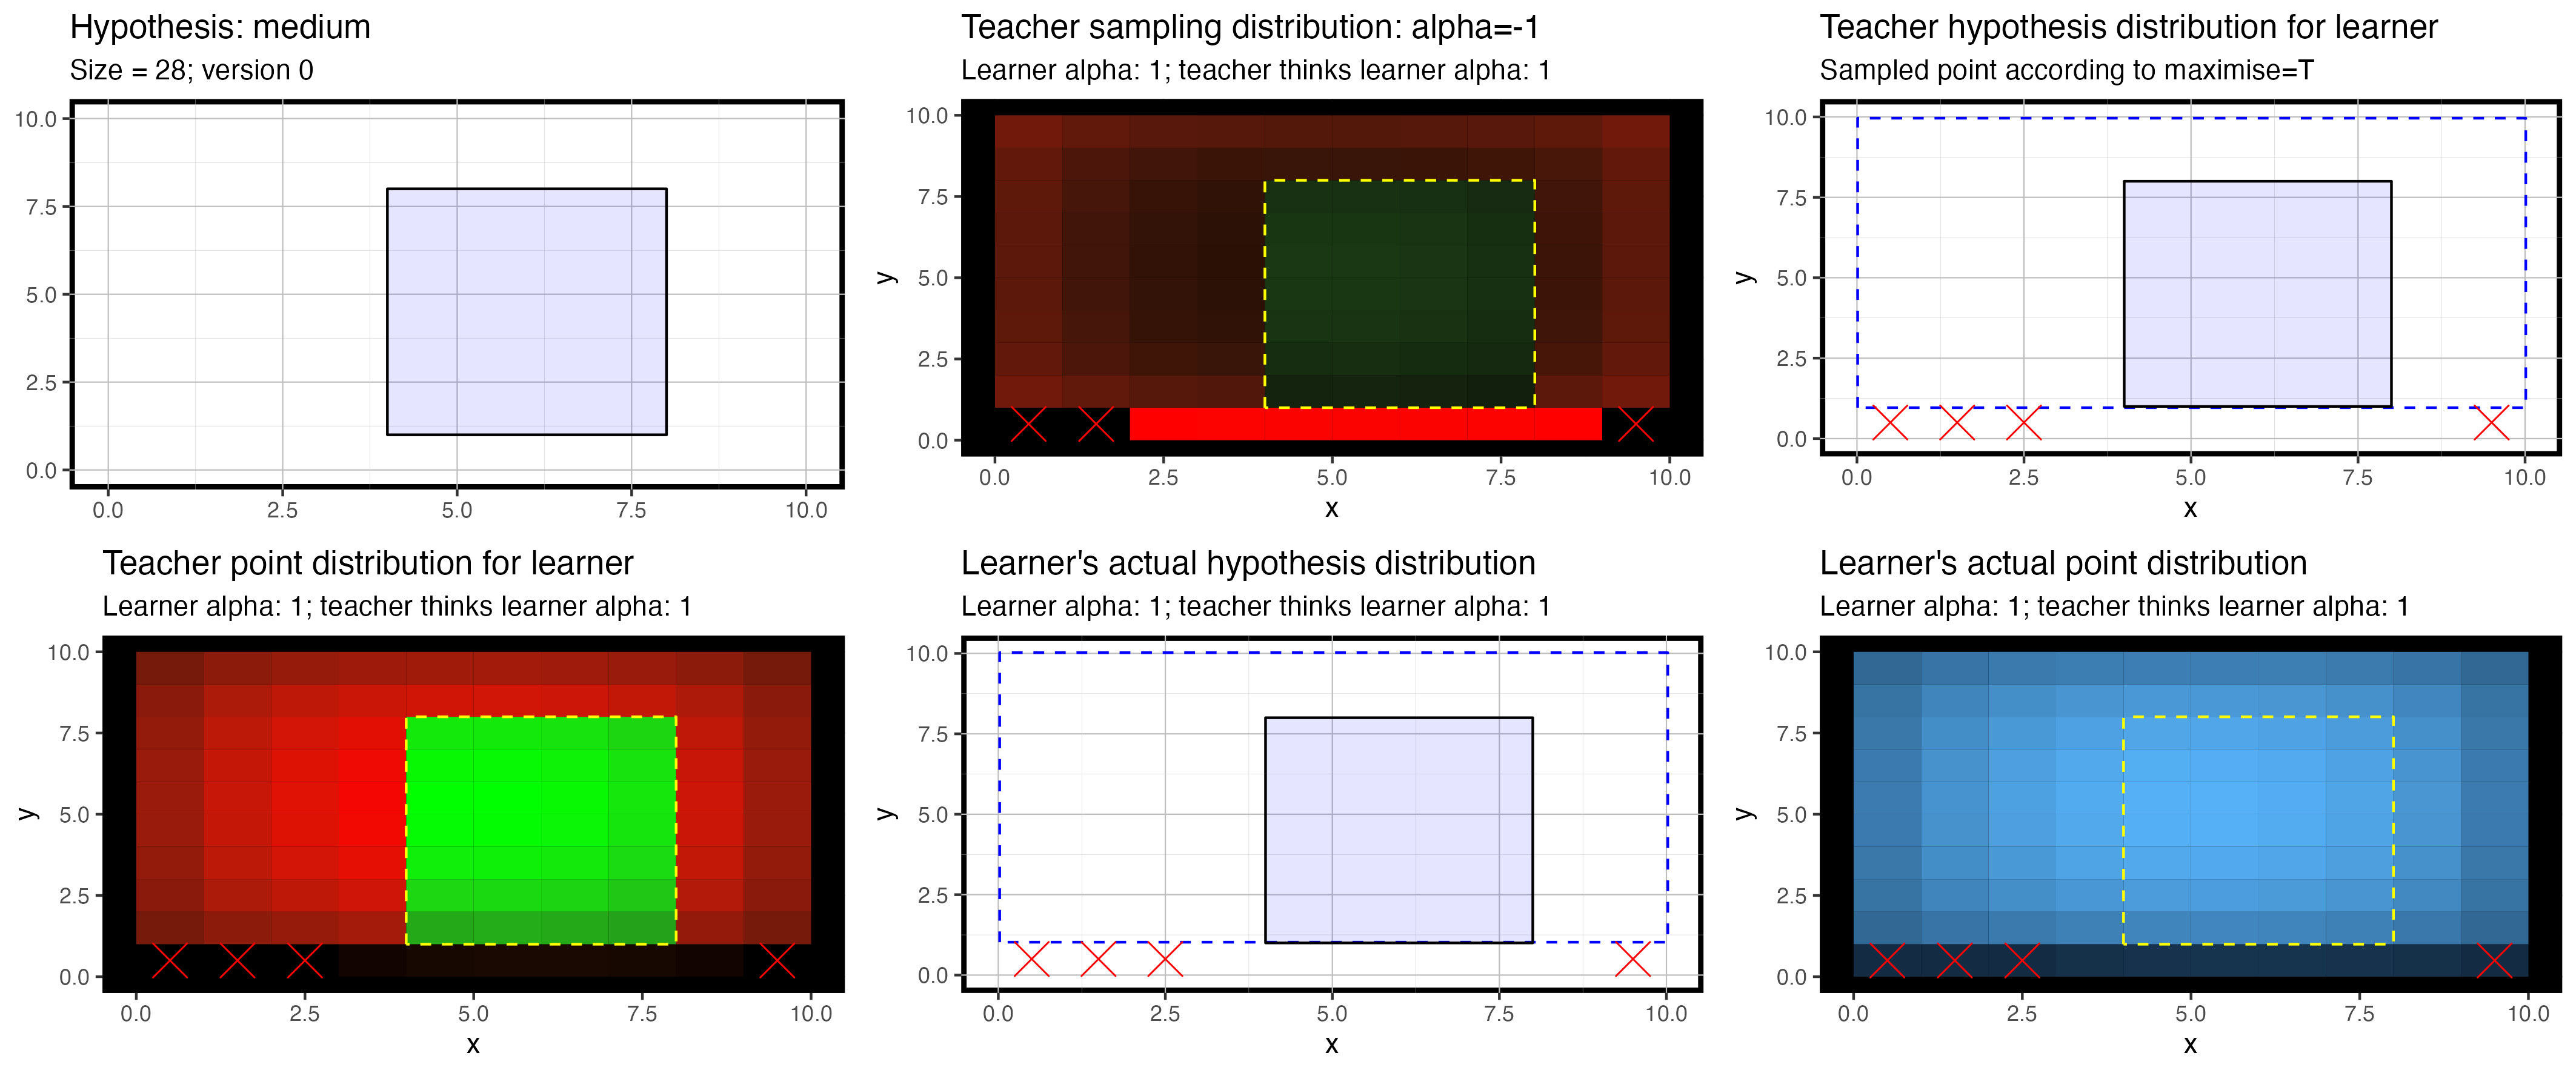 Hypothesis: medium
Size = 28; version 0
10.0
7.5
5.0
2.5
0.0
0.0 2.5 5.0 7.5 10.0
Teacher sampling distribution: alpha=-1
Learner alpha: 1; teacher thinks learner alpha: 1
y
10.0
7.5
5.0
2.5
0.0
0.0 2.5 5.0 7.5 10.0
x
Teacher hypothesis distribution for learner
Sampled point according to maximise=T
y
10.0
7.5
5.0
2.5
0.0
0.0 2.5 5.0 7.5 10.0
x
Teacher point distribution for learner
Learner alpha: 1; teacher thinks learner alpha: 1
y
10.0
7.5
5.0
2.5
0.0
0.0 2.5 5.0 7.5 10.0
x
Learner's actual hypothesis distribution
Learner alpha: 1; teacher thinks learner alpha: 1
y
10.0
7.5
5.0
2.5
0.0
0.0 2.5 5.0 7.5 10.0
x
Learner's actual point distribution
Learner alpha: 1; teacher thinks learner alpha: 1
y
10.0
7.5
5.0
2.5
0.0
0.0 2.5 5.0 7.5 10.0
x